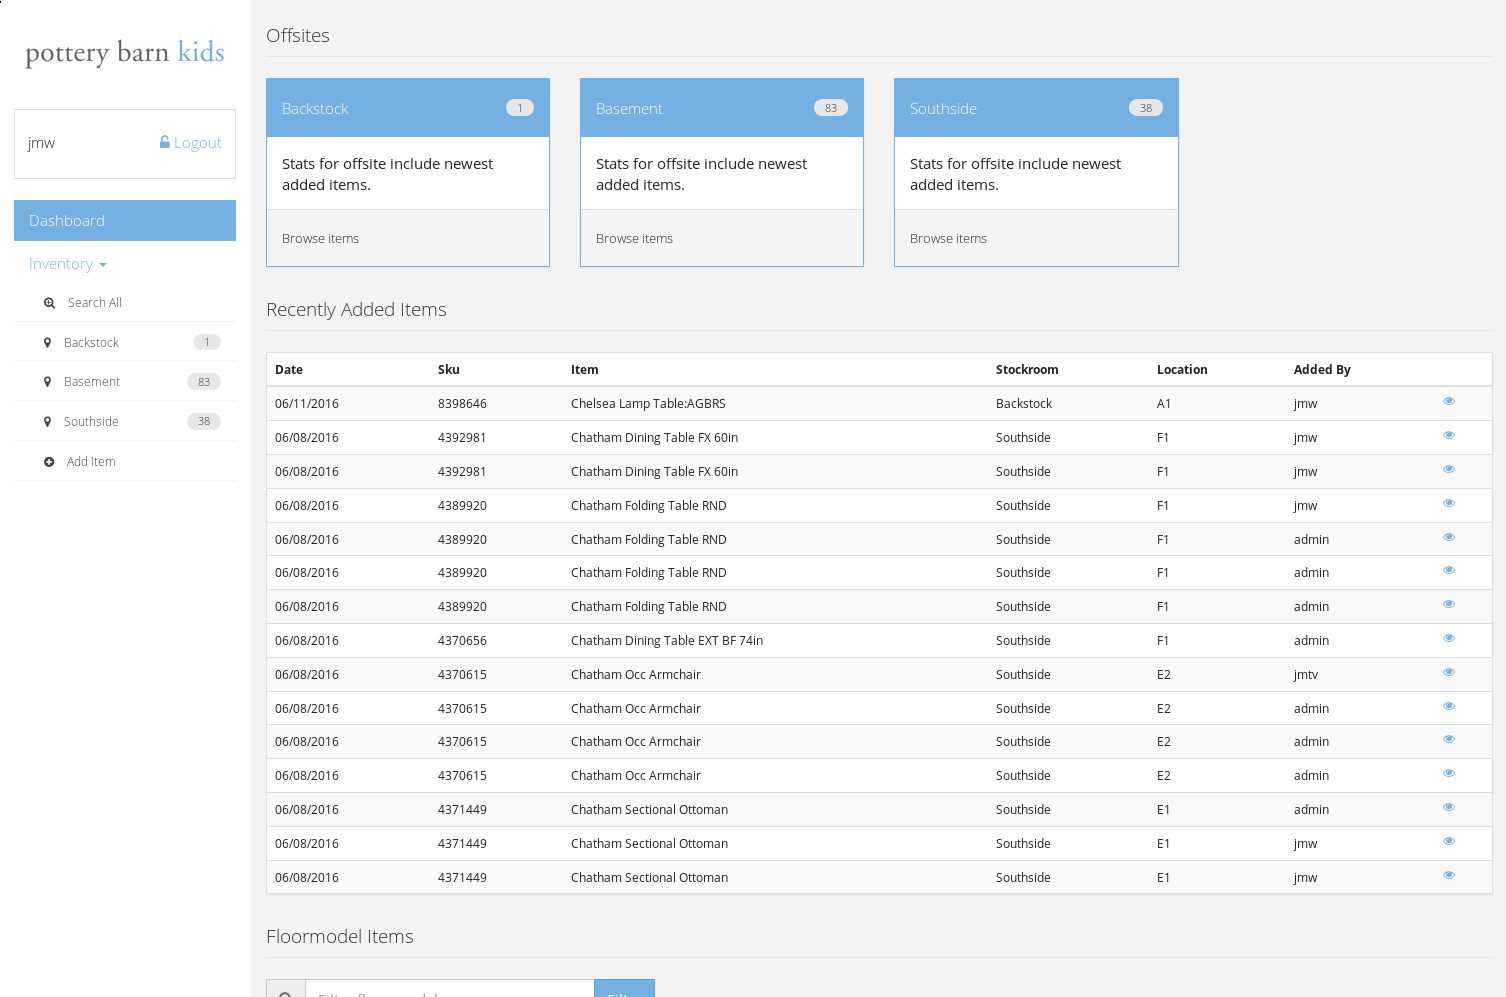 pottery barn kids
jmw Logout
Dashboard
Inventory
Search All
Backstock 1
Basement 83
Southside 38
Add Item
Offsites
Backstock 1
Stats for offsite include newest
added items.
Browse items
Basement 83
Stats for offsite include newest
added items.
Browse items
Southside 38
Stats for offsite include newest
added items.
Browse items
Recently Added Items
Date Sku Item Stockroom Location Added By
06/11/2016 8398646 Chelsea Lamp Table:AGBRS Backstock A1 jmw
06/08/2016 4392981 Chatham Dining Table FX 60in Southside F1 jmw
06/08/2016 4392981 Chatham Dining Table FX 60in Southside F1 jmw
06/08/2016 4389920 Chatham Folding Table RND Southside F1 jmw
06/08/2016 4389920 Chatham Folding Table RND Southside F1 admin
06/08/2016 4389920 Chatham Folding Table RND Southside F1 admin
06/08/2016 4389920 Chatham Folding Table RND Southside F1 admin
06/08/2016 4370656 Chatham Dining Table EXT BF 74in Southside F1 admin
06/08/2016 4370615 Chatham Occ Armchair Southside E2 jmtv
06/08/2016 4370615 Chatham Occ Armchair Southside E2 admin
06/08/2016 4370615 Chatham Occ Armchair Southside E2 admin
06/08/2016 4370615 Chatham Occ Armchair Southside E2 admin
06/08/2016 4371449 Chatham Sectional Ottoman Southside E1 admin
06/08/2016 4371449 Chatham Sectional Ottoman Southside E1 jmw
06/08/2016 4371449 Chatham Sectional Ottoman Southside E1 jmw
Floormodel Items